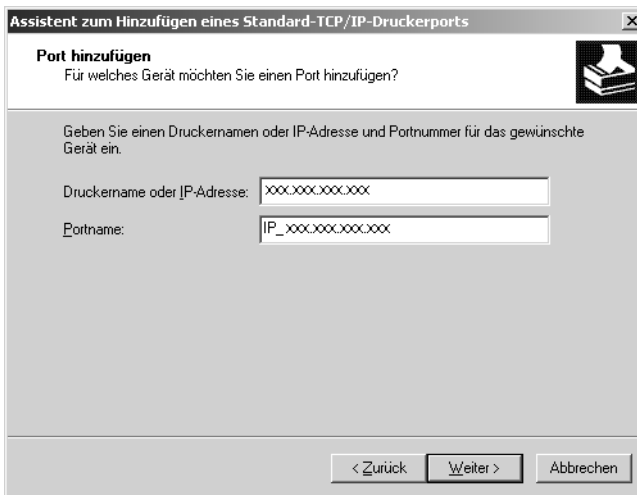 Assistent zum Hinzufügen eines Standard-TCP/IP-Druckerports
Port hinzufügen
Für welches Gerät möchten Sie einen Port hinzufügen?
Geben Sie einen Druckernamen oder IP-Adresse und Portnummer für das gewünschte
Gerät ein.
Druckername oder IP-Adresse: xxx.xxx.xxx.xxx
Portname: IP_xxx.xxx.xxx.xxx
< Zurück Weiter > Abbrechen